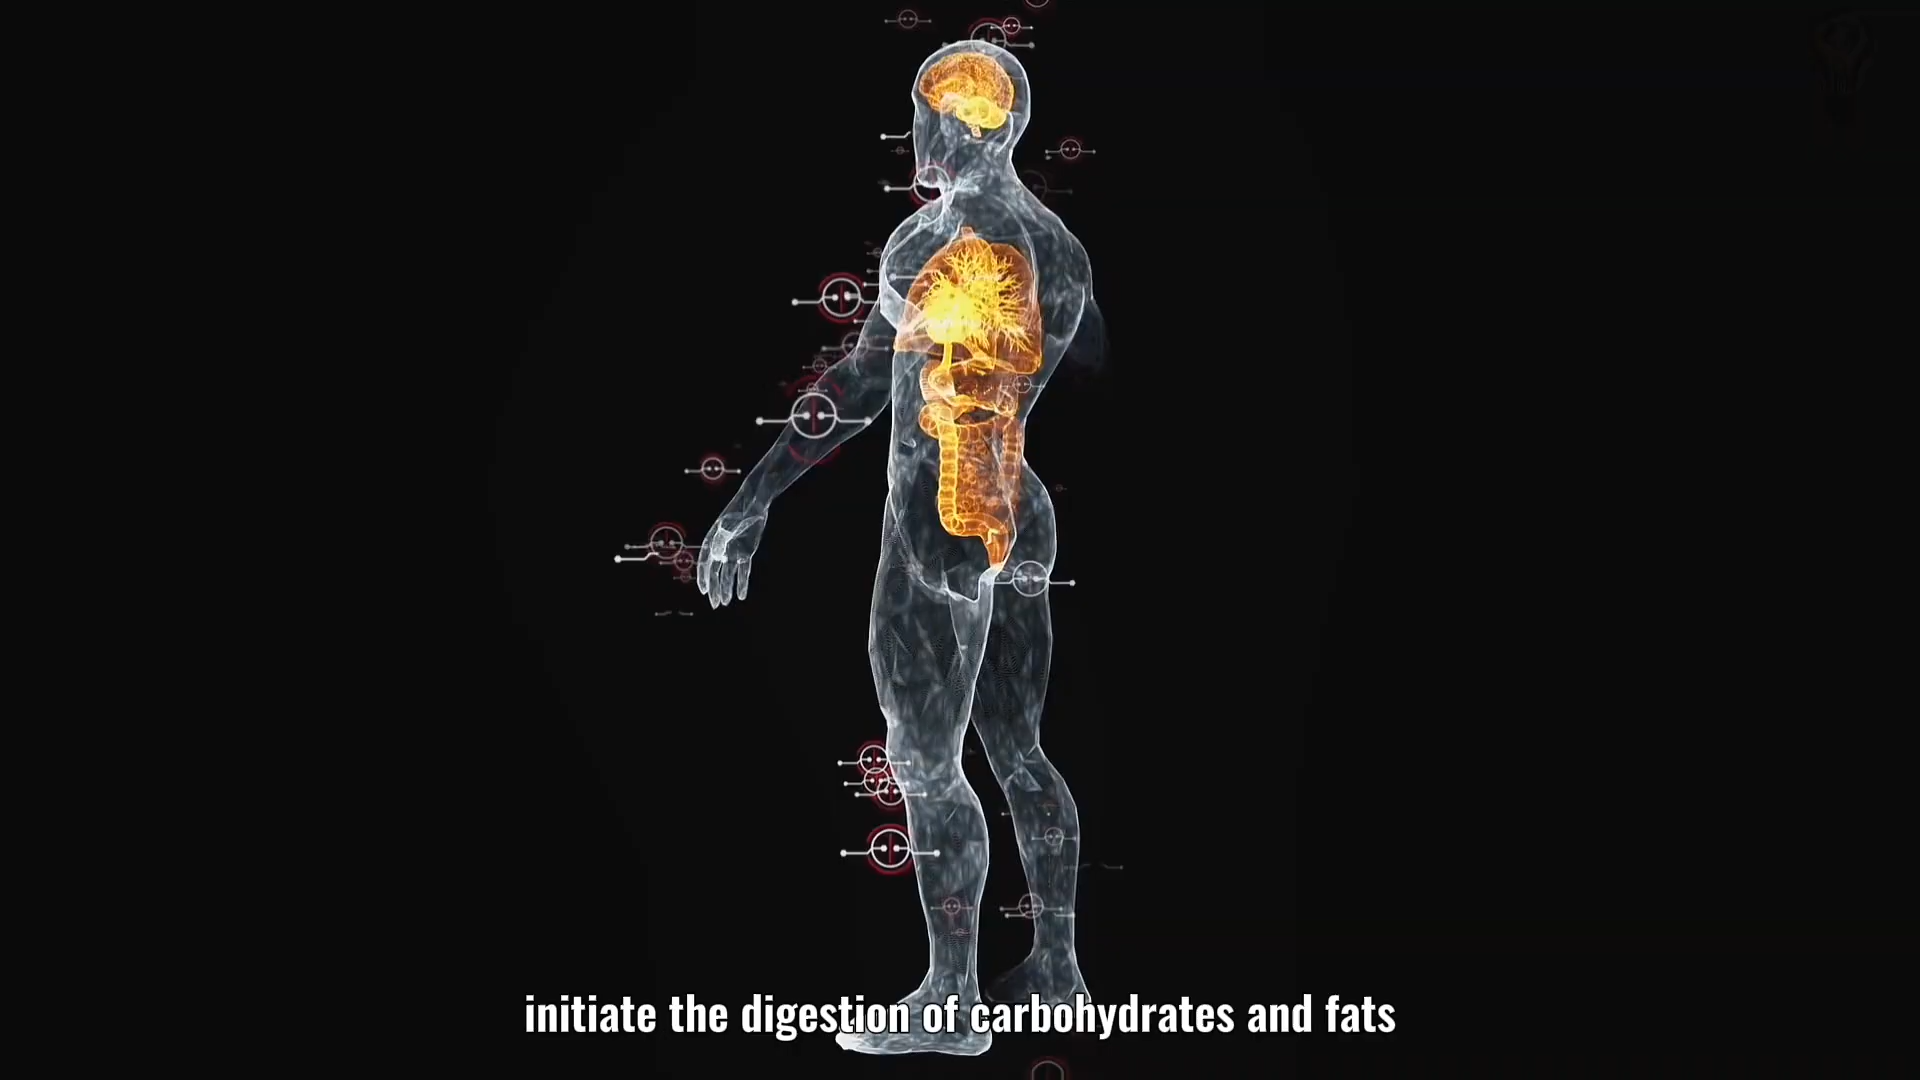 initiate the digestion of carbohydrates and fats